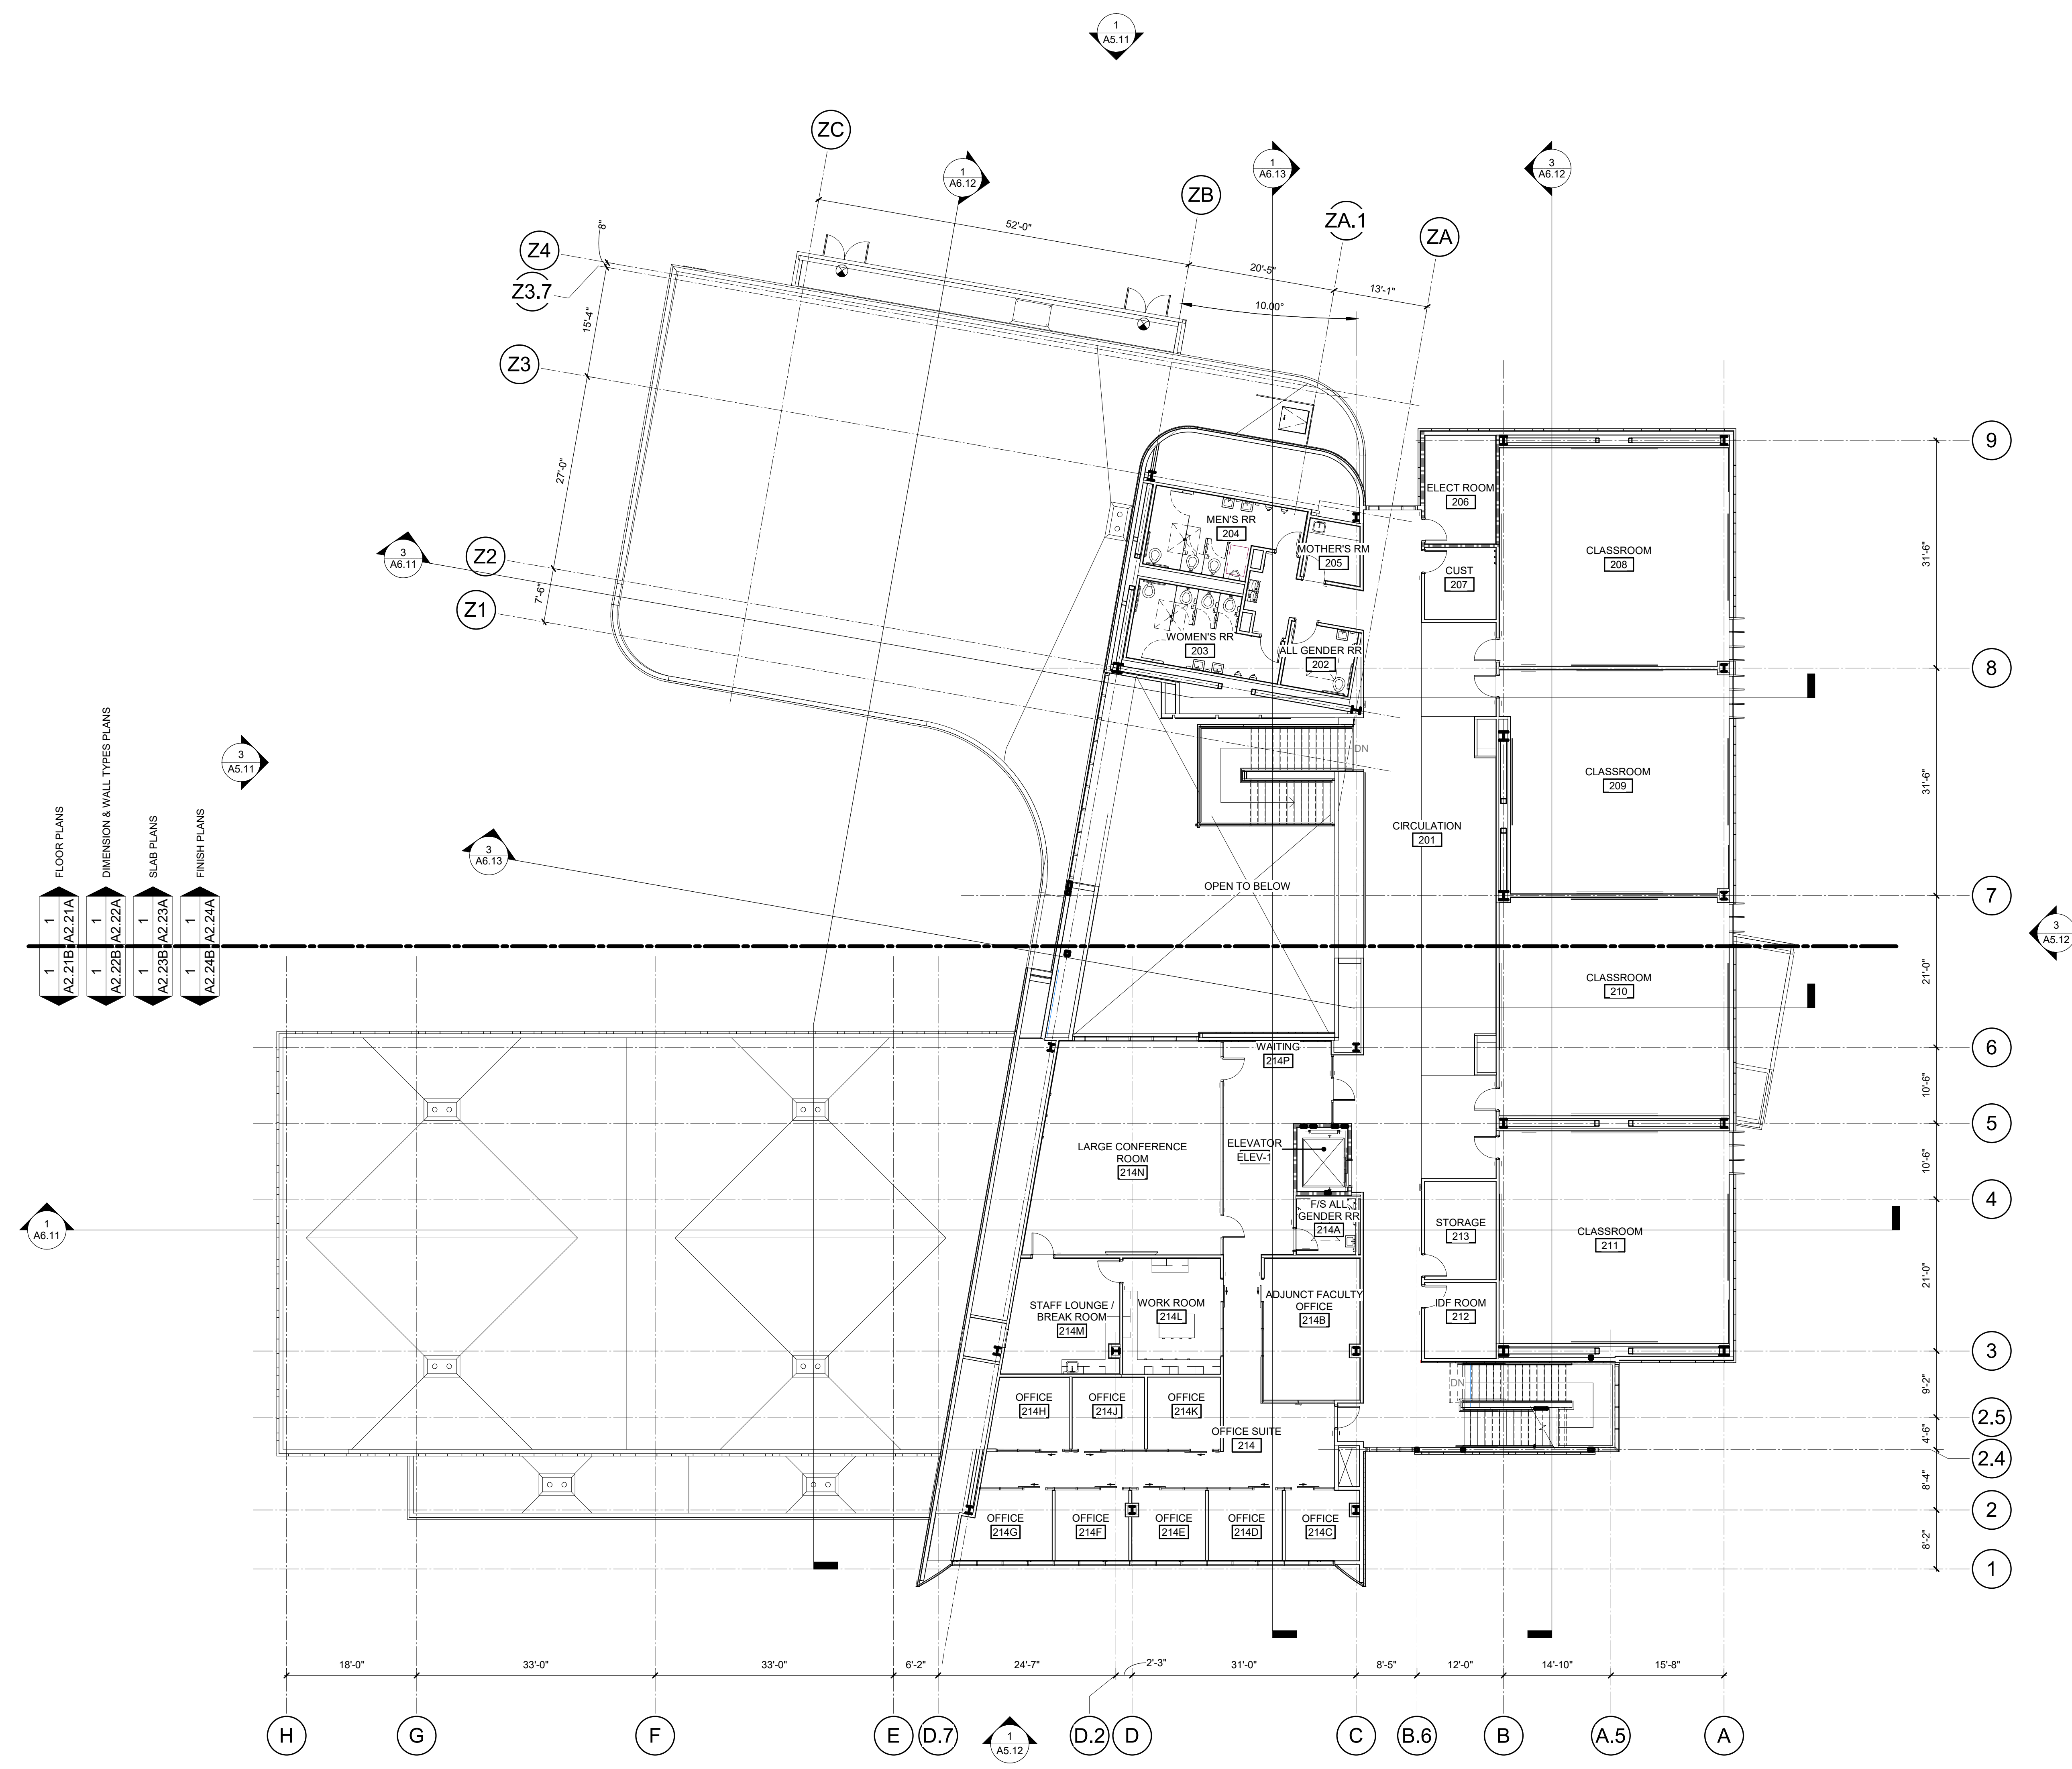 1
A5.11
ZC
1
A6.12
1
A6.13
3
A6.12
ZB
ZA.1
ZA
52'-0"
20'-5"
13'-1"
10.00°
8"
Z4
Z3.7
15'-4"
Z3
27'-0"
3
A6.11
Z2
7'-6"
Z1
9
ELECT ROOM
206
MEN'S RR
204
MOTHER'S RM
205
CUST
207
CLASSROOM
208
31'-6"
WOMEN'S RR
203
ALL GENDER RR
202
8
DN
3
A5.11
CLASSROOM
209
31'-6"
CIRCULATION
201
3
A6.13
OPEN TO BELOW
7
FLOOR PLANS
DIMENSION & WALL TYPES PLANS
SLAB PLANS
FINISH PLANS
1
A2.21A
1
A2.22A
1
A2.23A
1
A2.24A
1
A2.21B
1
A2.22B
1
A2.23B
1
A2.24B
3
A5.12
CLASSROOM
210
21'-0"
6
WAITING
214P
10'-6"
5
LARGE CONFERENCE
ROOM
214N
ELEVATOR
ELEV-1
10'-6"
4
F/S ALL
GENDER RR
214A
1
A6.11
STORAGE
213
CLASSROOM
211
21'-0"
STAFF LOUNGE /
BREAK ROOM
214M
WORK ROOM
214L
ADJUNCT FACULTY
OFFICE
214B
IDF ROOM
212
3
DN
9'-2"
OFFICE
214H
OFFICE
214J
OFFICE
214K
2.5
OFFICE SUITE
214
4'-6"
2.4
8'-4"
2
OFFICE
214G
OFFICE
214F
OFFICE
214E
OFFICE
214D
OFFICE
214C
8'-2"
1
18'-0"
33'-0"
33'-0"
6'-2"
24'-7"
2'-3"
31'-0"
8'-5"
12'-0"
14'-10"
15'-8"
H
G
F
E
D.7
1
A5.12
D.2
D
C
B.6
B
A.5
A